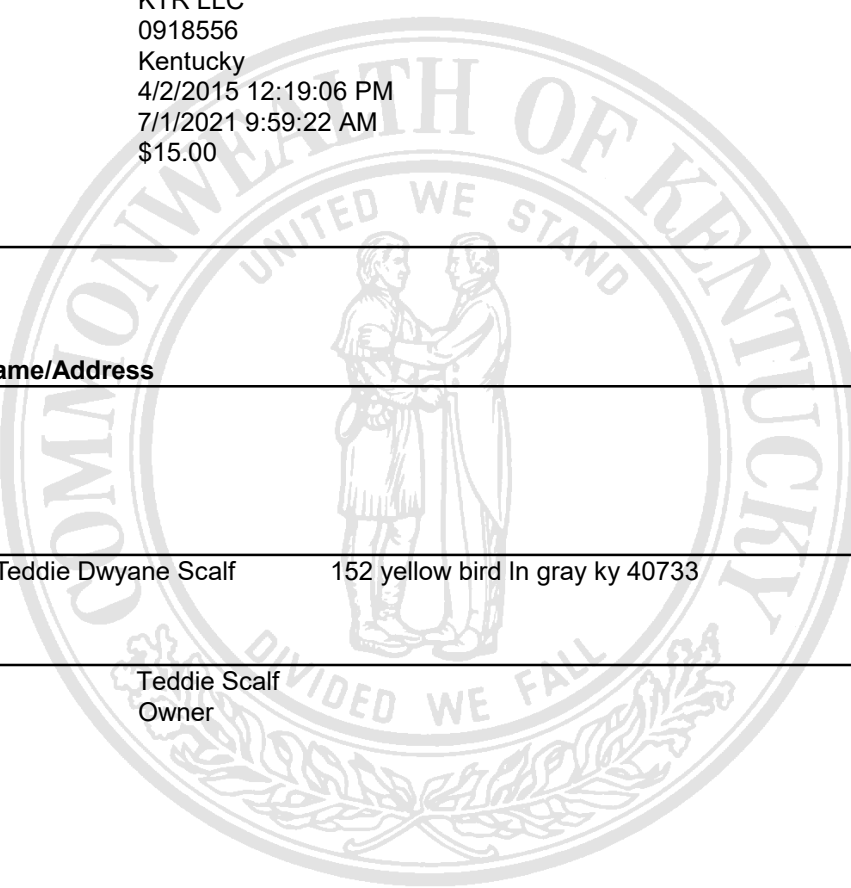 KTR LLC
0918556
Kentucky
4/2/2015 12:19:06 PM
7/1/2021 9:59:22 AM
$15.00
COMMONWEALTH OF KENTUCKY
UNITED WE STAND
ame/Address
Teddie Dwyane Scalf 152 yellow bird ln gray ky 40733
DIVIDED WE FALL
Teddie Scalf
Owner